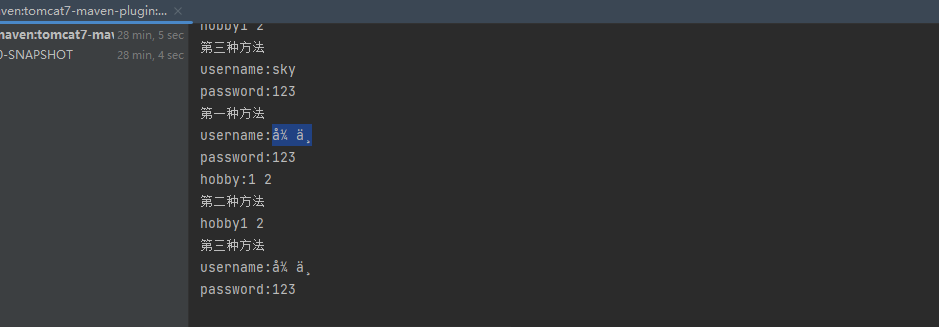 aven:tomcat7-maven-plugin:... ×
naven:tomcat7-mav 28 min, 5 sec
0-SNAPSHOT 28 min, 4 sec
hobby1 2
第三种方法
username:sky
password:123
第一种方法
username:å¼ ä¸
password:123
hobby:1 2
第二种方法
hobby1 2
第三种方法
username:å¼ ä¸
password:123